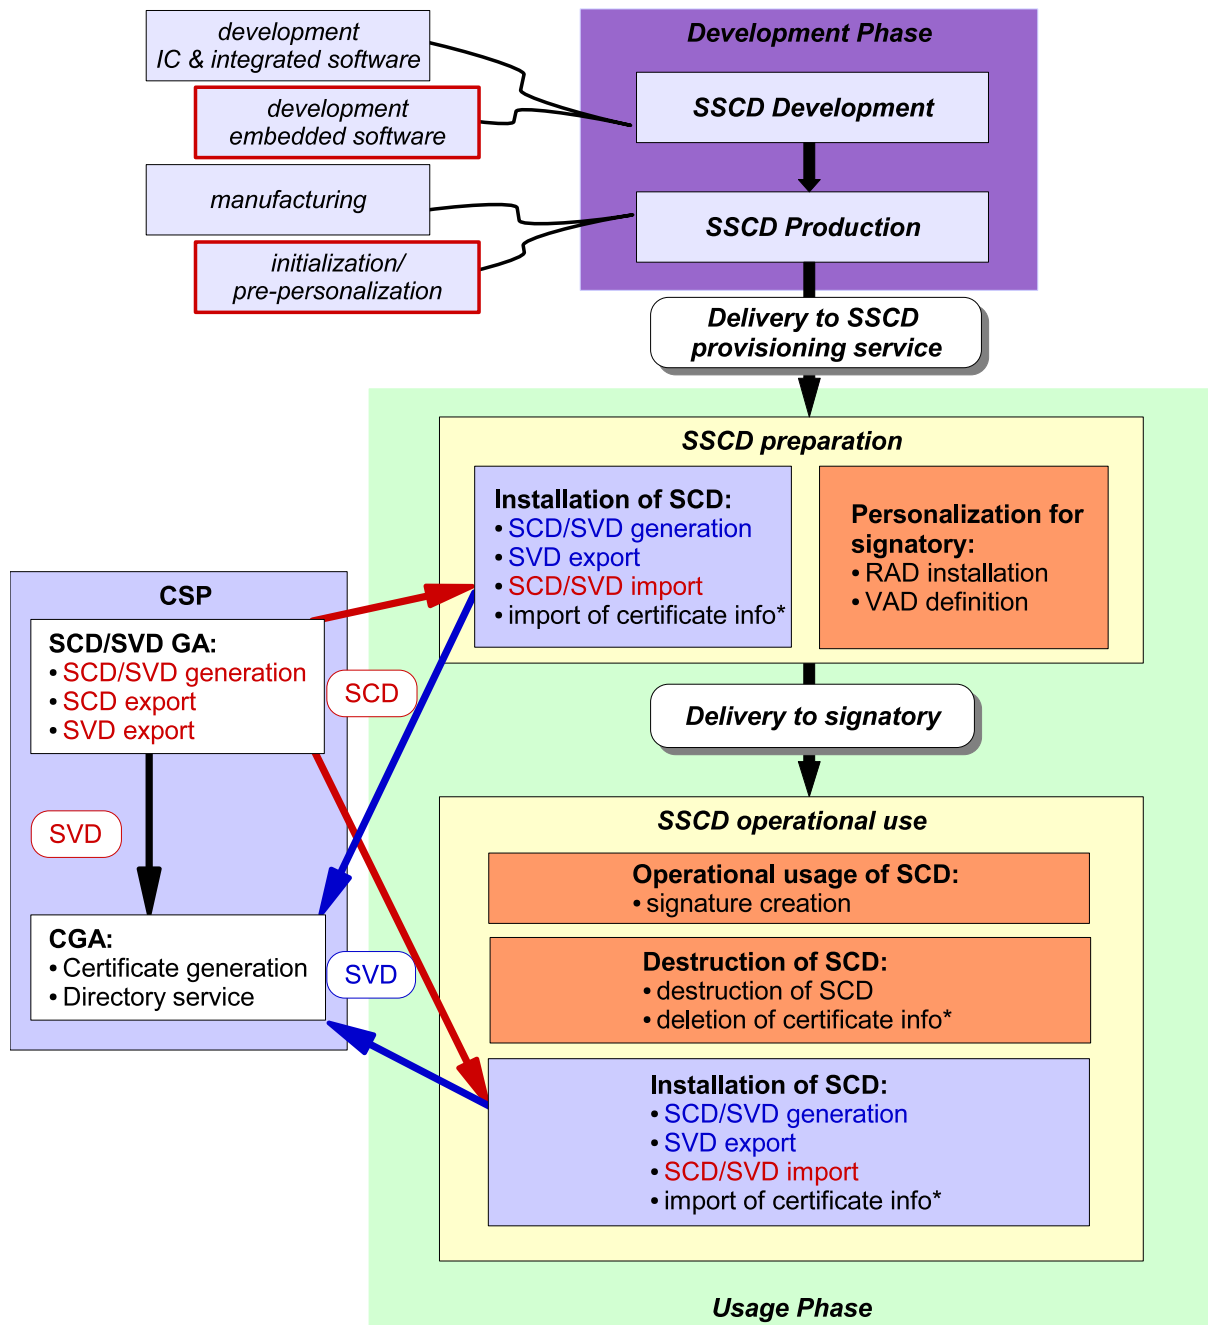 development
IC & integrated software
development
embedded software
manufacturing
initialization/
pre-personalization
Development Phase
SSCD Development
SSCD Production
Delivery to SSCD
provisioning service
SSCD preparation
Installation of SCD:
• SCD/SVD generation
• SVD export
• SCD/SVD import
• import of certificate info*
Personalization for
signatory:
• RAD installation
• VAD definition
CSP
SCD/SVD GA:
• SCD/SVD generation
• SCD export
• SVD export
SCD
SVD
CGA:
• Certificate generation
• Directory service
SVD
Delivery to signatory
SSCD operational use
Operational usage of SCD:
• signature creation
Destruction of SCD:
• destruction of SCD
• deletion of certificate info*
Installation of SCD:
• SCD/SVD generation
• SVD export
• SCD/SVD import
• import of certificate info*
Usage Phase